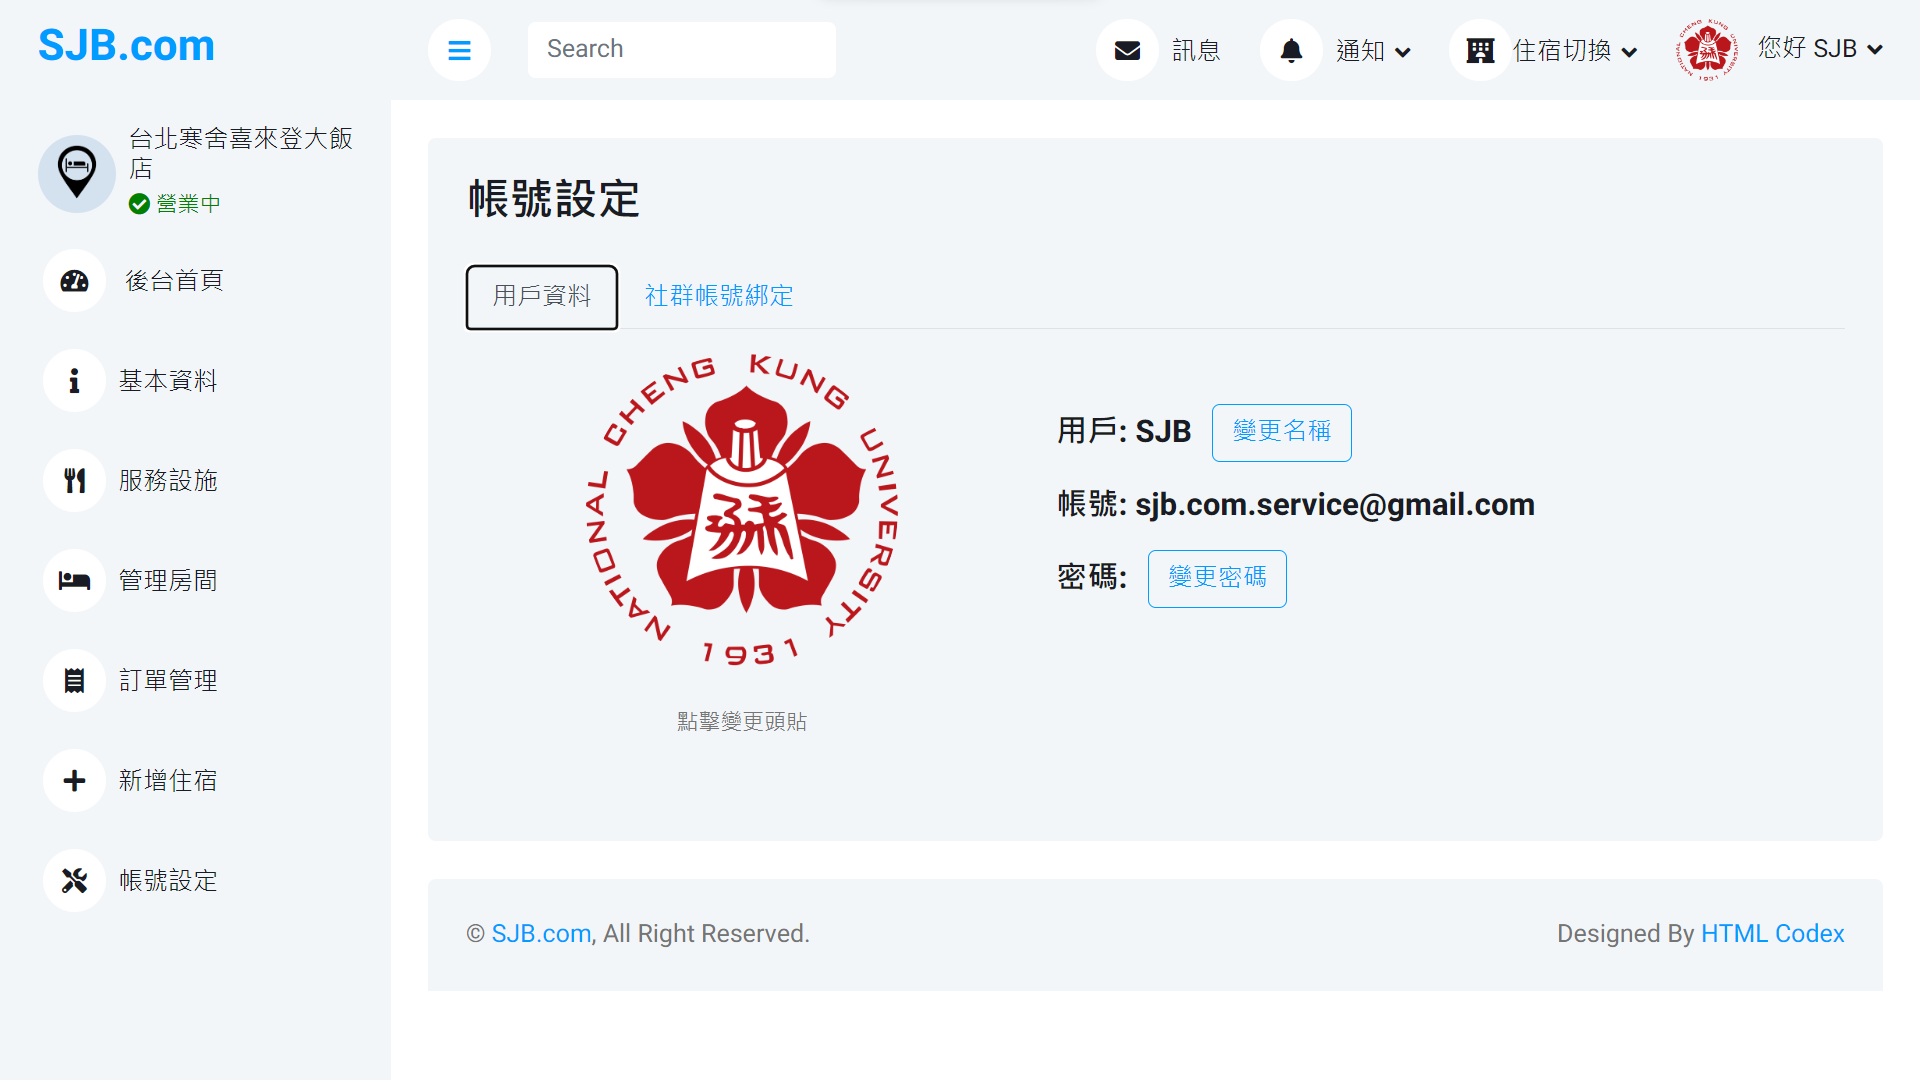 SJB.com
Search
訊息
通知
住宿切換
您好 SJB
台北寒舍喜來登大飯
店
營業中
後台首頁
基本資料
服務設施
管理房間
訂單管理
新增住宿
帳號設定
帳號設定
用戶資料
社群帳號綁定
NATIONAL CHENG KUNG UNIVERSITY
1931
點擊變更頭貼
用戶: SJB
變更名稱
帳號: sjb.com.service@gmail.com
密碼:
變更密碼
© SJB.com, All Right Reserved.
Designed By HTML Codex